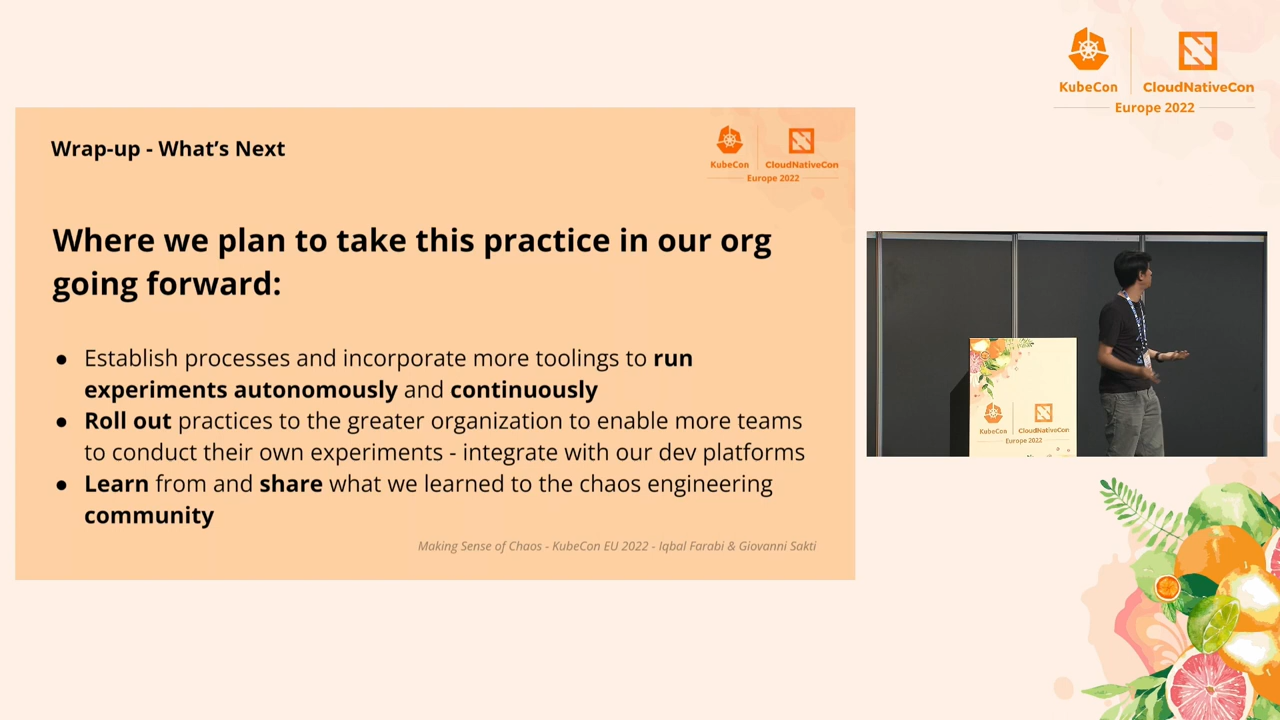 KubeCon
CloudNativeCon
Europe 2022
Wrap-up - What's Next
KubeCon
CloudNativeCon
Europe 2022
Where we plan to take this practice in our org
going forward:
● Establish processes and incorporate more toolings to run
experiments autonomously and continuously
● Roll out practices to the greater organization to enable more teams
to conduct their own experiments - integrate with our dev platforms
● Learn from and share what we learned to the chaos engineering
community
Making Sense of Chaos - KubeCon EU 2022 - Iqbal Farabi & Giovanni Sakti
KubeCon
CloudNativeCon
Europe 2022